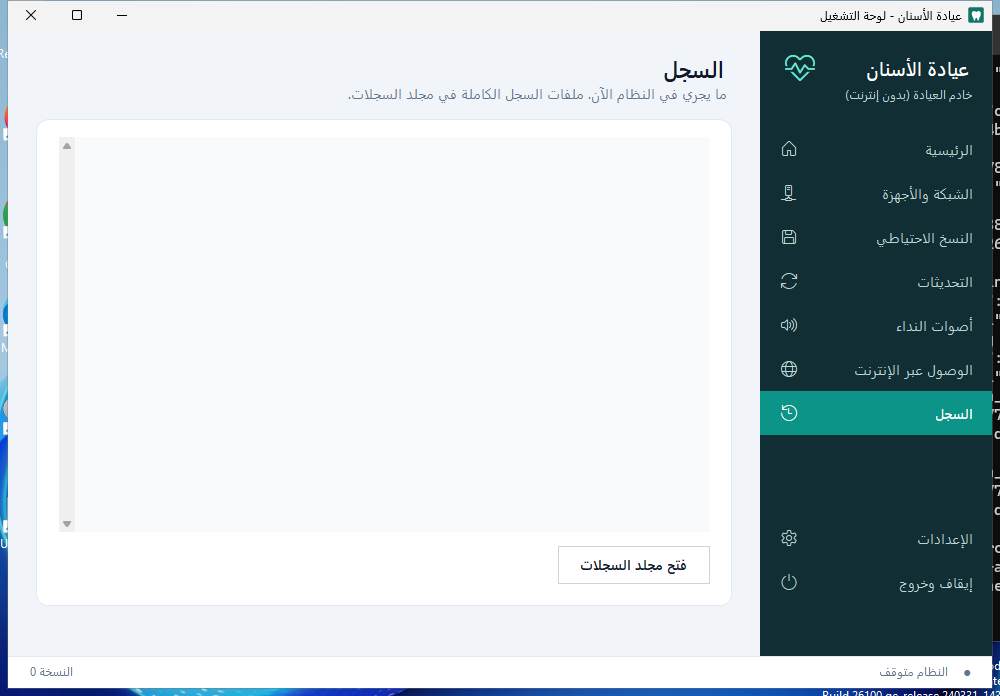 عيادة الأسنان - لوحة التشغيل
عيادة الأسنان
خادم العيادة (بدون إنترنت)
الرئيسية
الشبكة والأجهزة
النسخ الاحتياطي
التحديثات
أصوات النداء
الوصول عبر الإنترنت
السجل
الإعدادات
إيقاف وخروج
السجل
ما يجري في النظام الآن. ملفات السجل الكاملة في مجلد السجلات.
فتح مجلد السجلات
النظام متوقف
النسخة 0